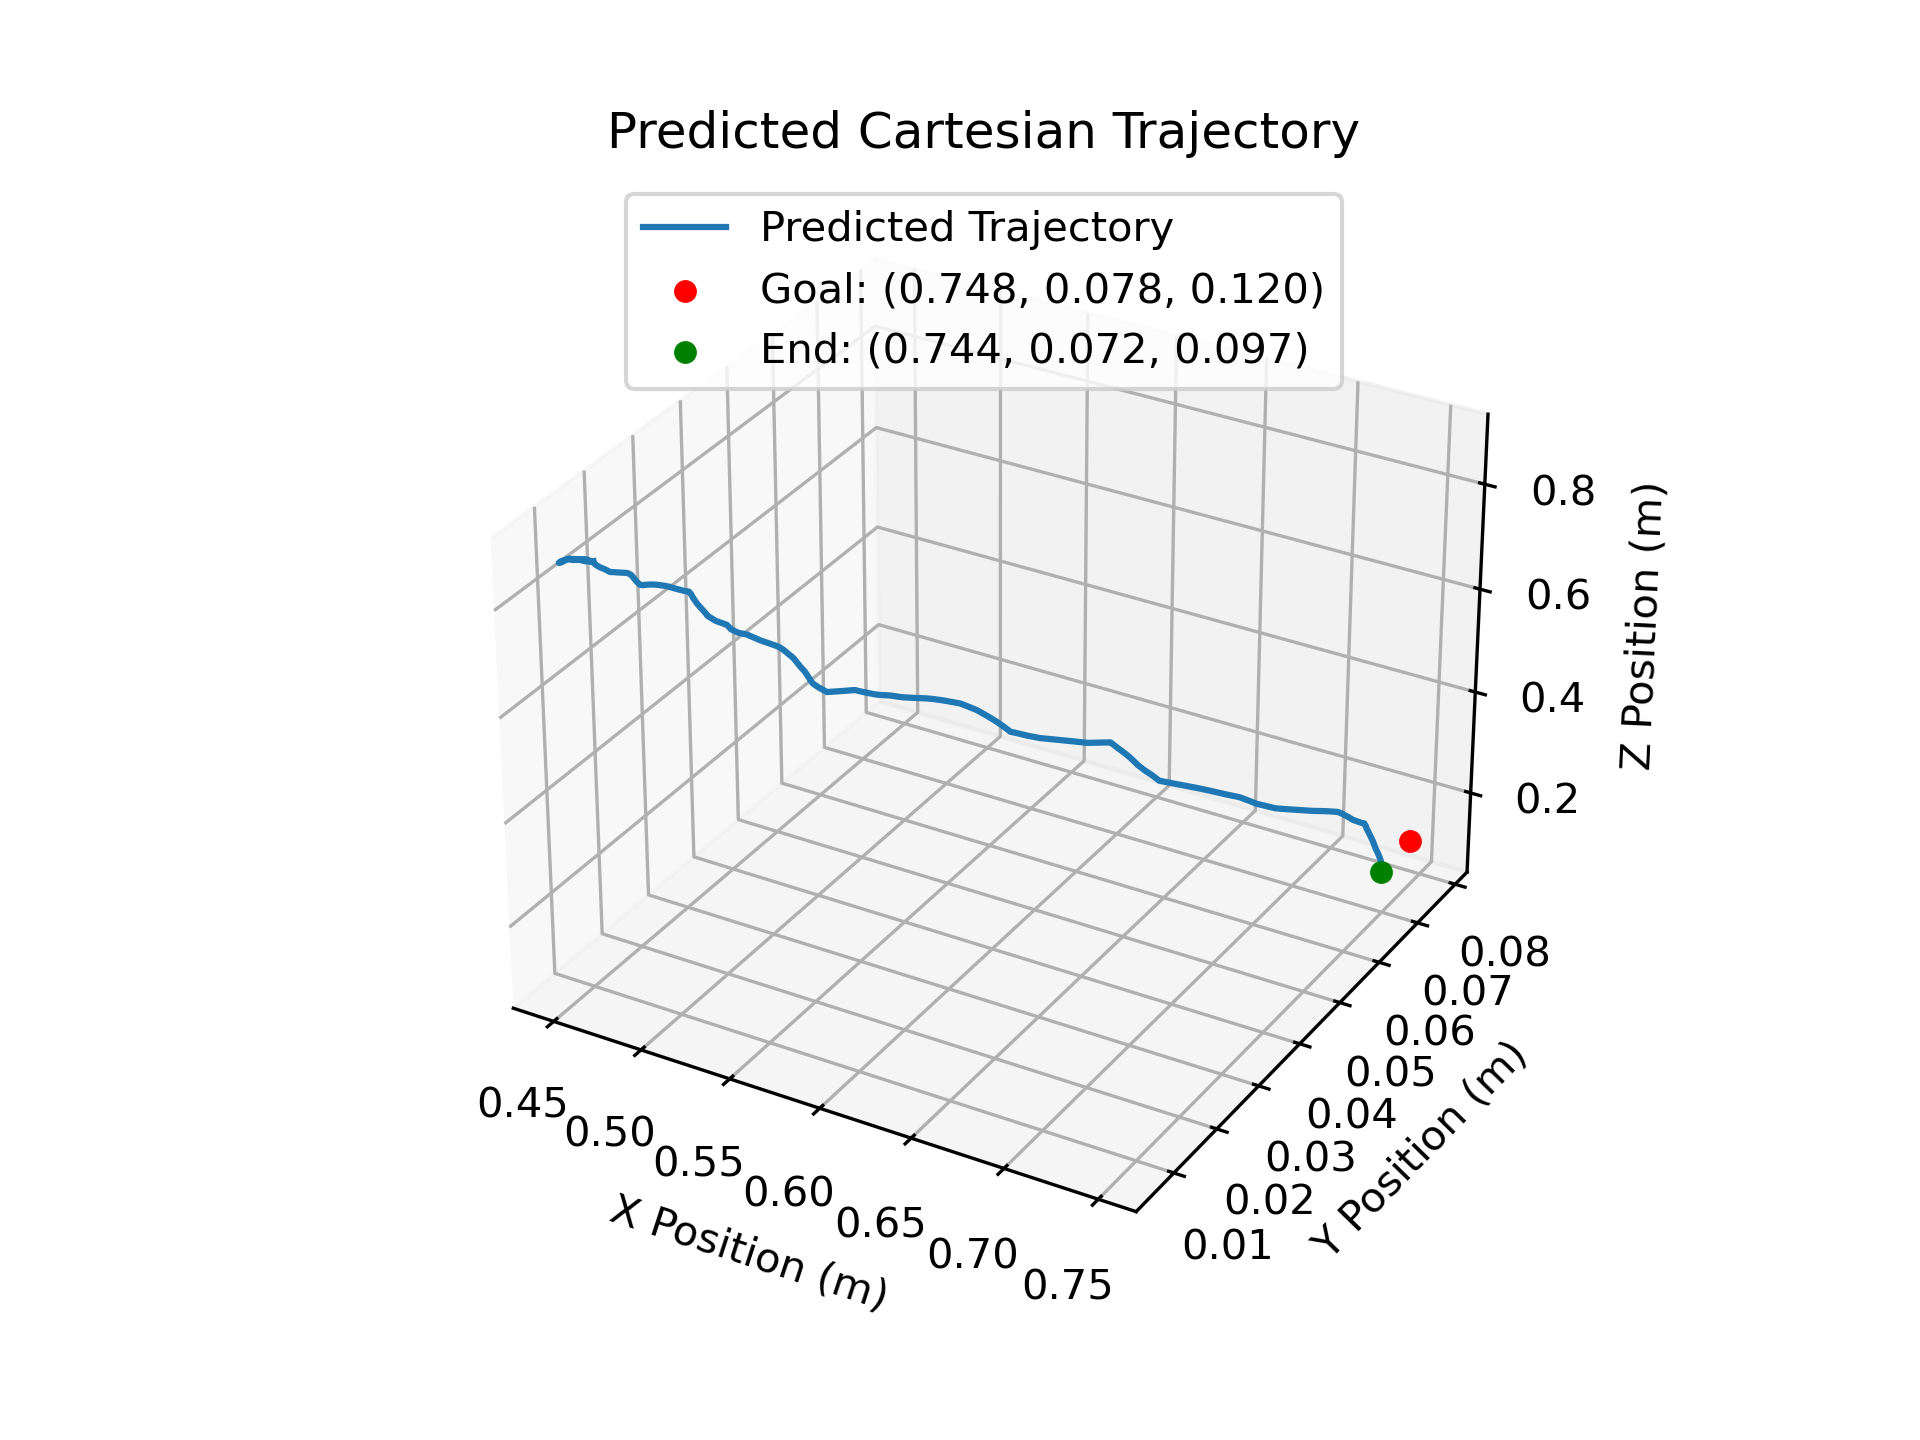 Predicted Cartesian Trajectory
Predicted Trajectory
Goal: (0.748, 0.078, 0.120)
End: (0.744, 0.072, 0.097)
0.8
0.6
0.4
0.2
Z Position (m)
0.08
0.07
0.06
0.05
0.04
0.03
0.02
0.01
Y Position (m)
0.45
0.50
0.55
0.60
0.65
0.70
0.75
X Position (m)